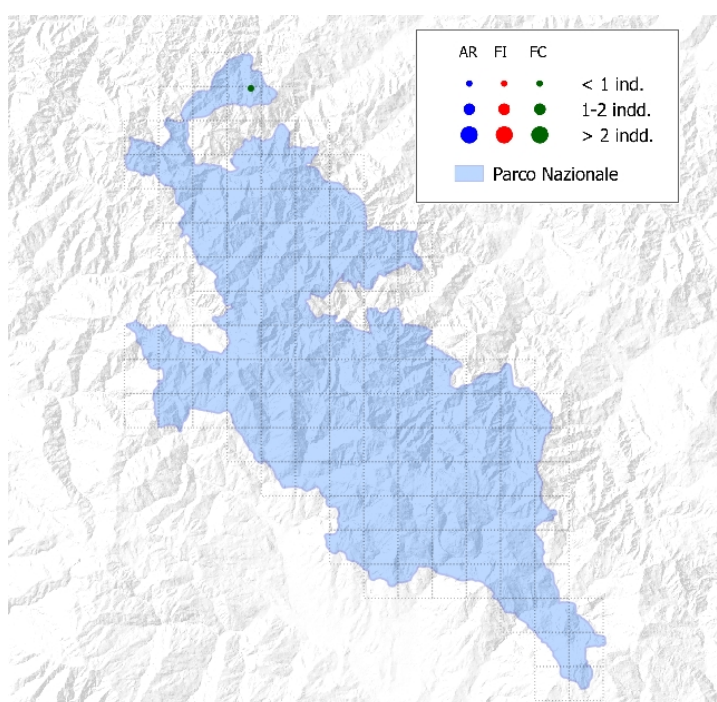 AR FI FC
< 1 ind.
1-2 indd.
> 2 indd.
Parco Nazionale